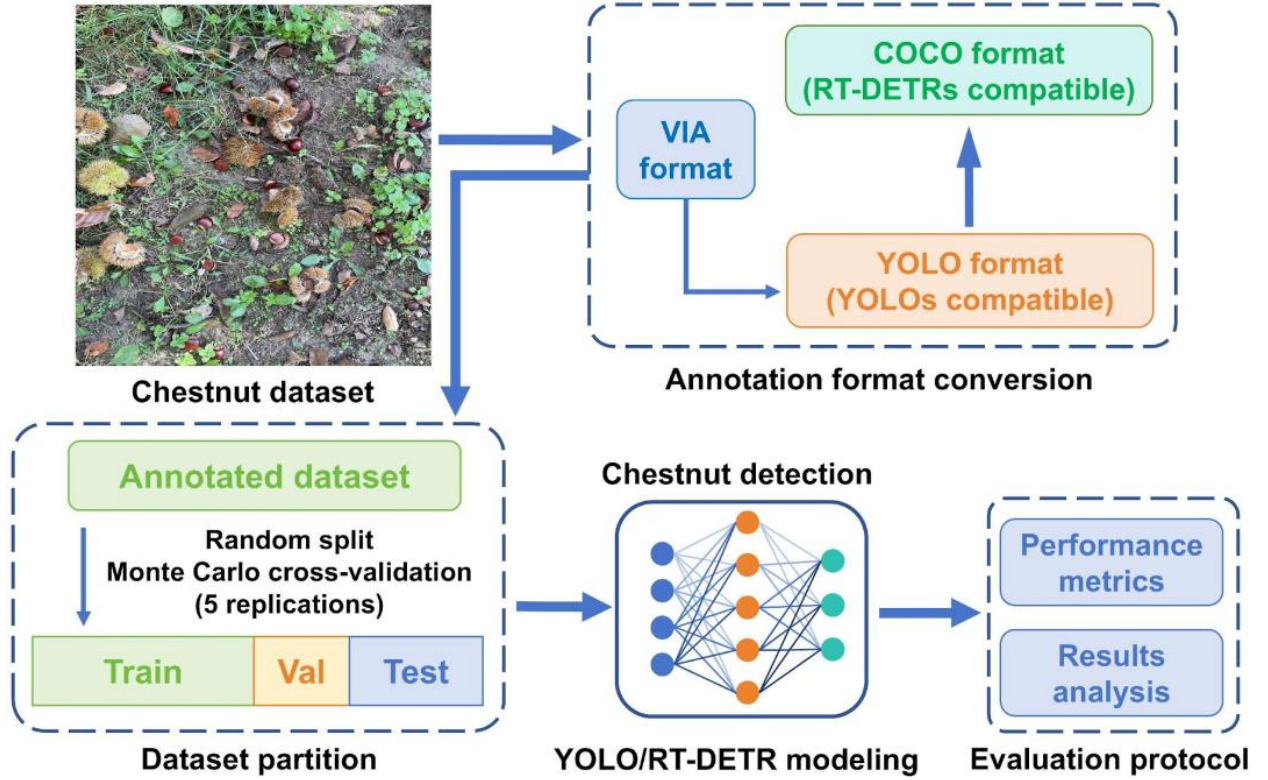 Chestnut dataset
VIA
format
COCO format
(RT-DETRs compatible)
YOLO format
(YOLOs compatible)
Annotation format conversion
Annotated dataset
Random split
Monte Carlo cross-validation
(5 replications)
Train
Val
Test
Dataset partition
Chestnut detection
YOLO/RT-DETR modeling
Performance
metrics
Results
analysis
Evaluation protocol